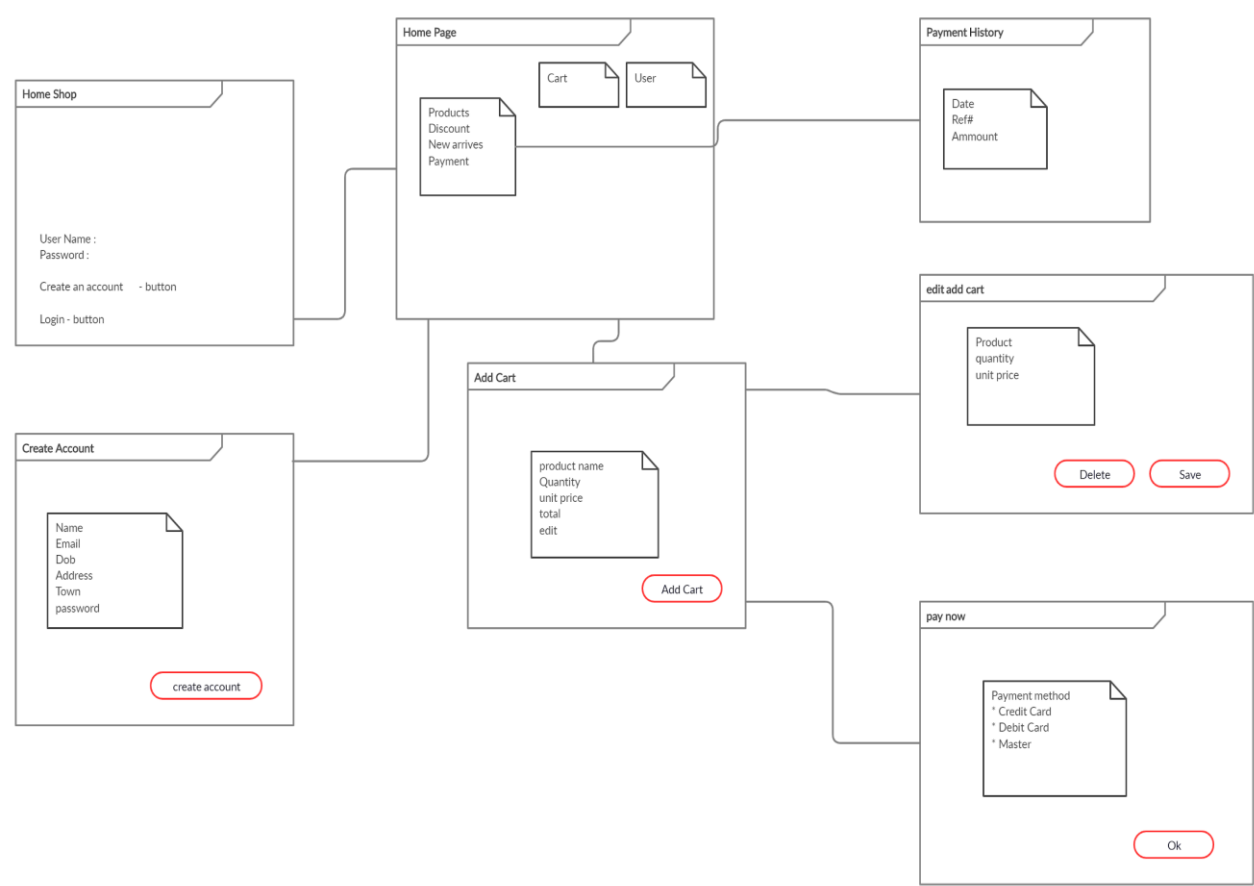 Home Shop
User Name :
Password :
Create an account - button
Login - button
Home Page
Cart
User
Products
Discount
New arrives
Payment
Payment History
Date
Ref#
Ammount
Create Account
Name
Email
Dob
Address
Town
password
create account
Add Cart
product name
Quantity
unit price
total
edit
Add Cart
edit add cart
Product
quantity
unit price
Delete
Save
pay now
Payment method
* Credit Card
* Debit Card
* Master
Ok